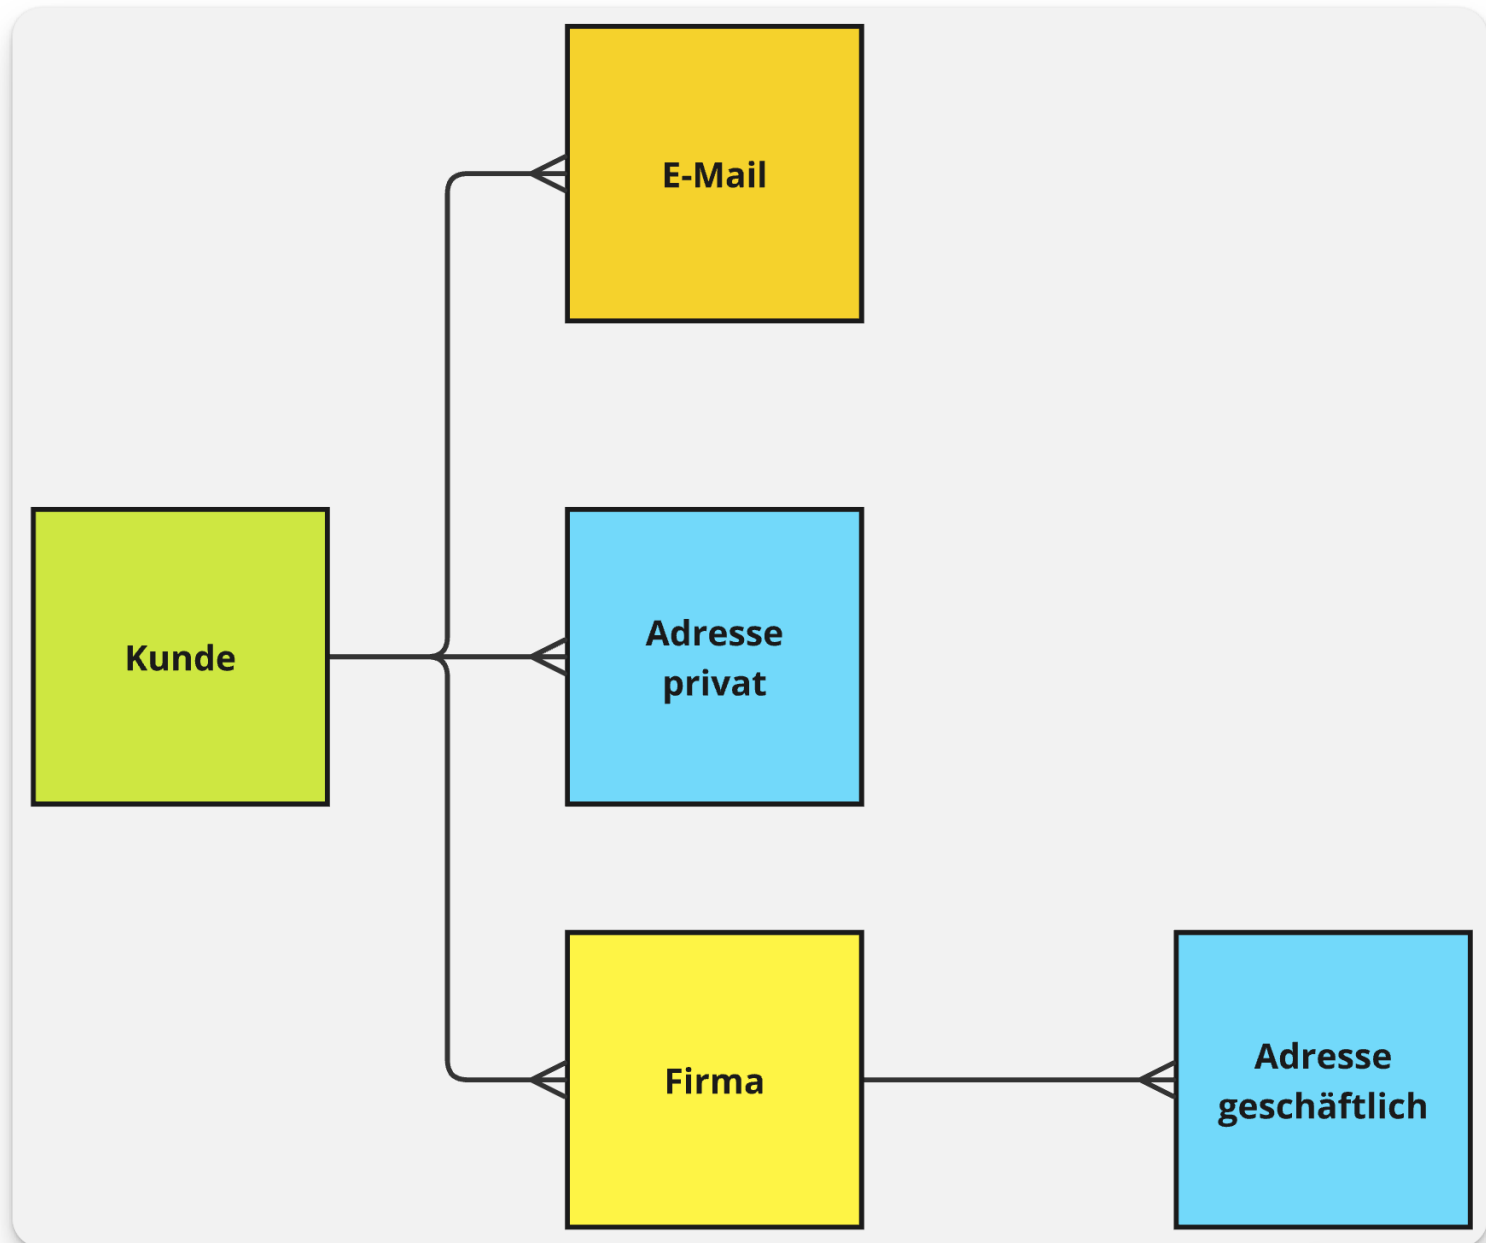 E-Mail
Kunde
Adresse
privat
Firma
Adresse
geschäftlich